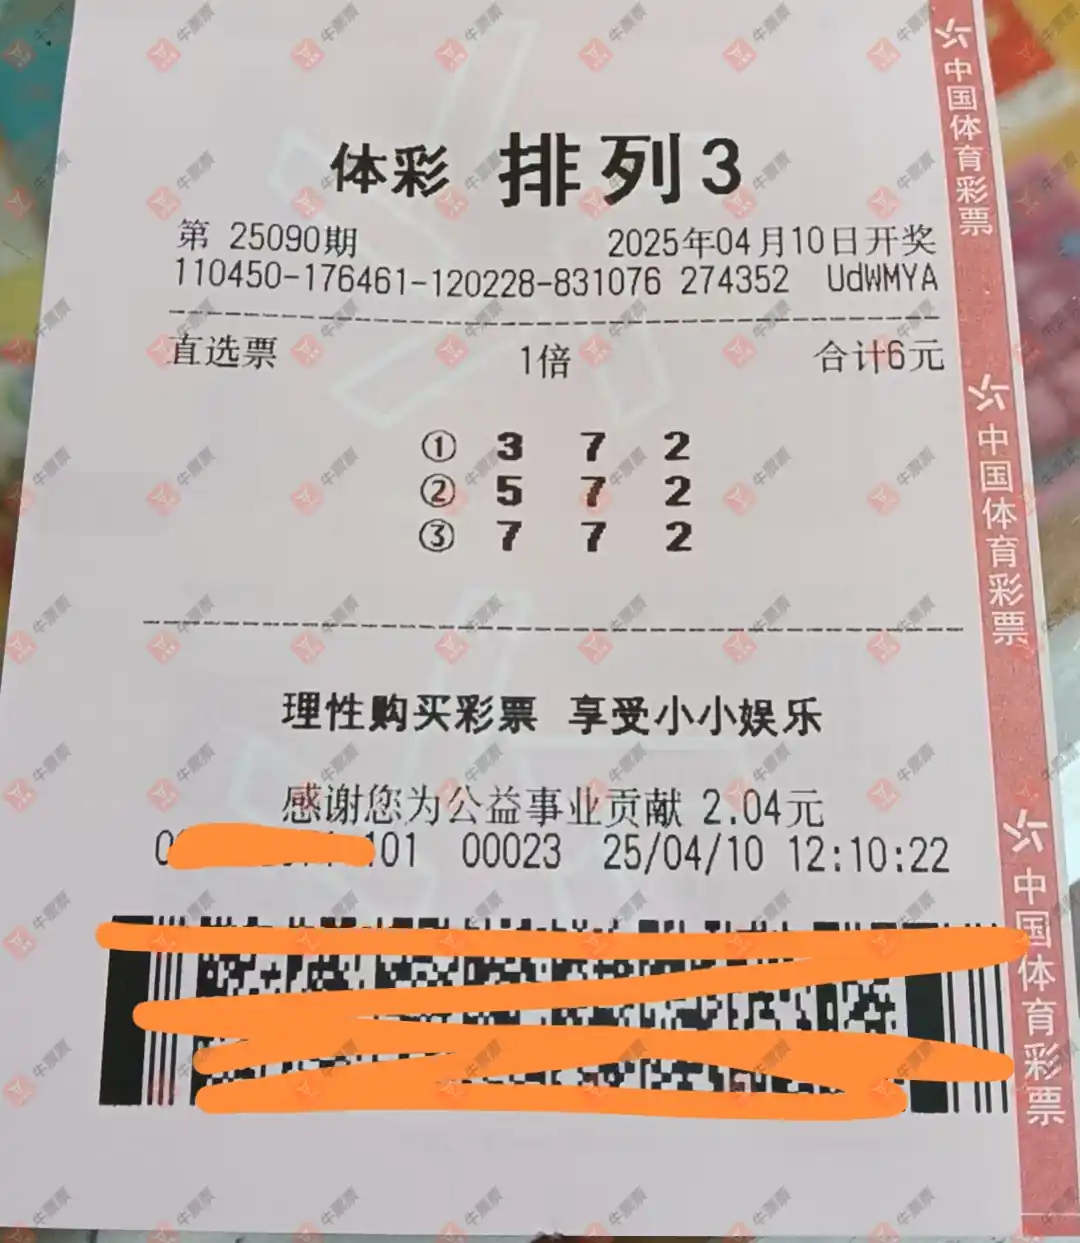 体彩 排列3
第 25090期 2025年04月10日开奖
110450-176461-120228-831076 274352 UdWMYA
直选票 1倍 合计6元
① 3 7 2
② 5 7 2
③ 7 7 2
理性购买彩票 享受小小娱乐
感谢您为公益事业贡献 2.04元
101 00023 25/04/10 12:10:22
中国体育彩票
中国体育彩票
中国体育彩票
牛票票